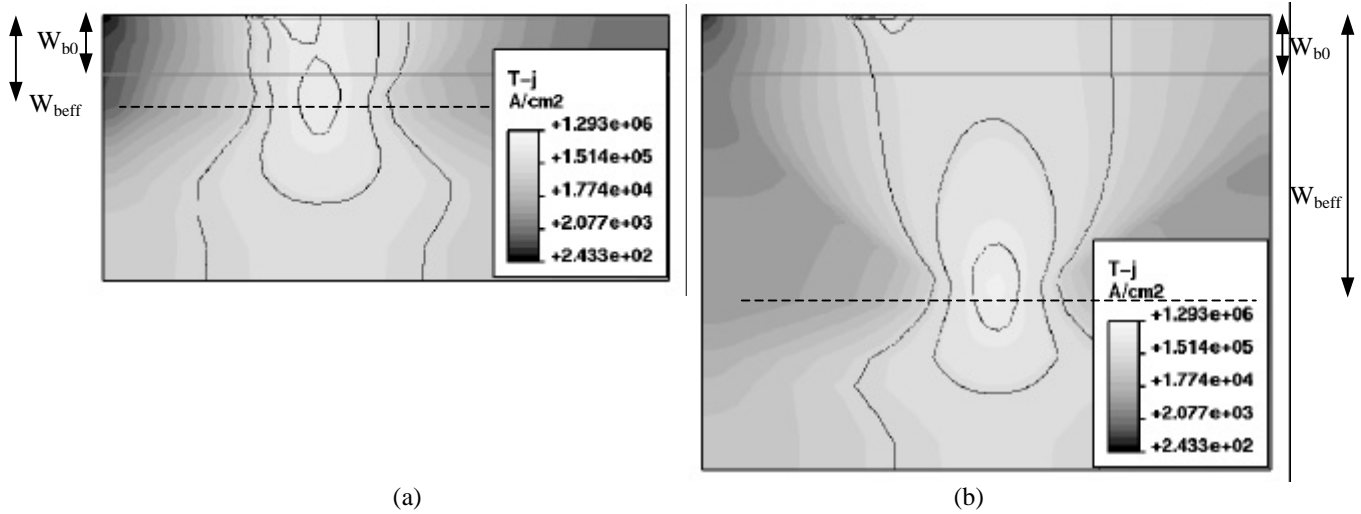 W_b0
W_beff
T-j
A/cm2
+1.293e+06
+1.514e+05
+1.774e+04
+2.077e+03
+2.433e+02
(a)
W_b0
W_beff
T-j
A/cm2
+1.293e+06
+1.514e+05
+1.774e+04
+2.077e+03
+2.433e+02
(b)